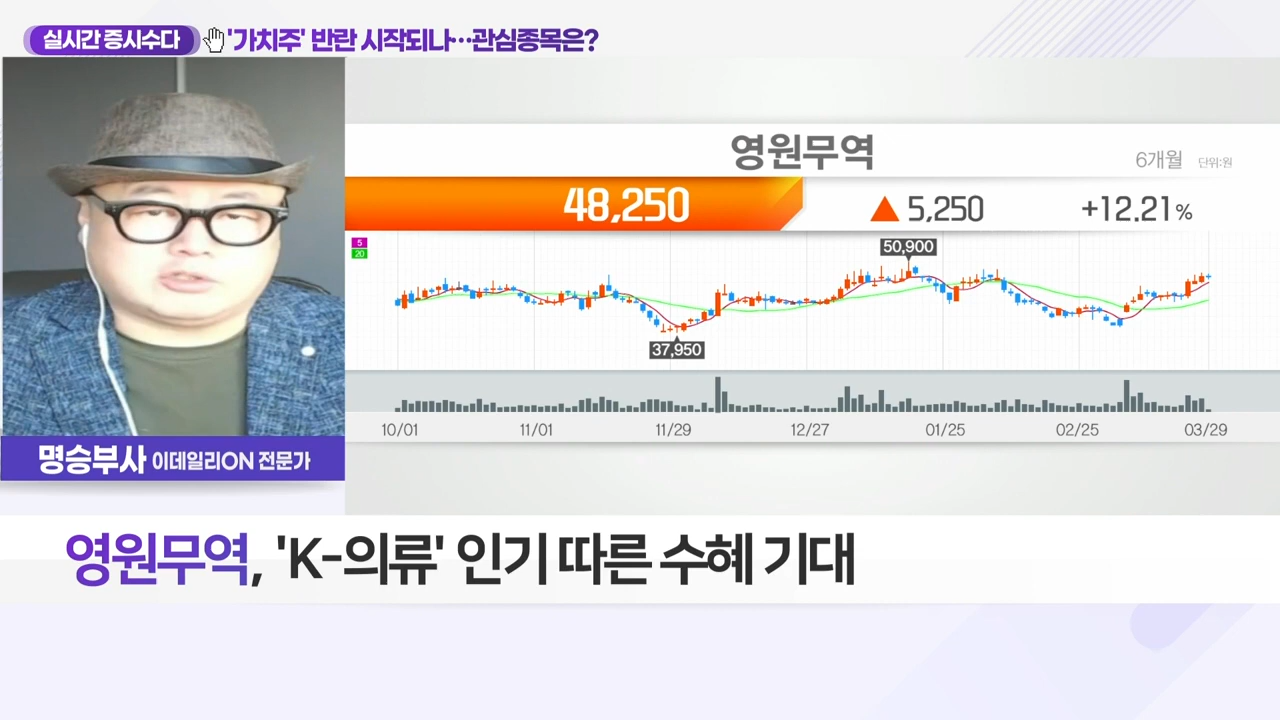 실시간 증시수다 '가치주' 반란 시작되나…관심종목은?
영원무역
6개월 단위:원
48,250 ▲ 5,250 +12.21%
5
20
50,900
37,950
10/01 11/01 11/29 12/27 01/25 02/25 03/29
명승부사 이데일리ON 전문가
영원무역, 'K-의류' 인기 따른 수혜 기대